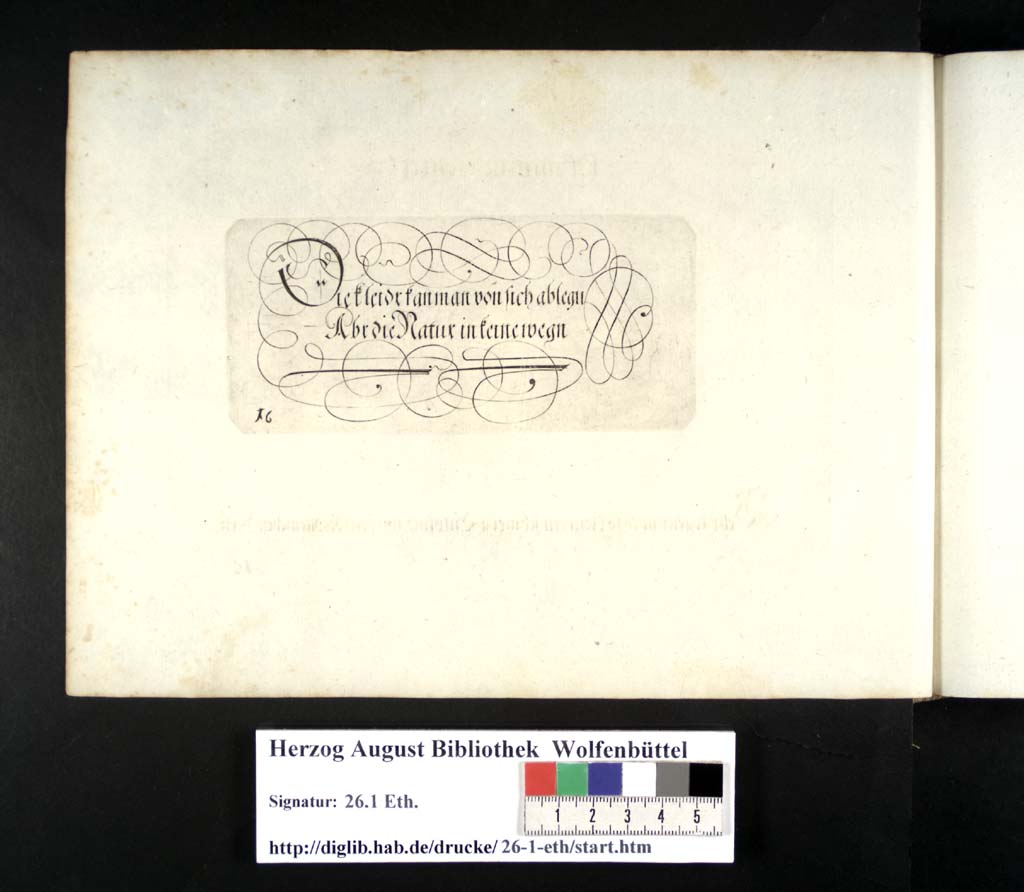 Die kleidr kan man von sich ablegn
Abr die Natur in keine wegn
16
Herzog August Bibliothek Wolfenbüttel
Signatur: 26.1 Eth.
1 2 3 4 5
http://diglib.hab.de/drucke/ 26-1-eth/start.htm